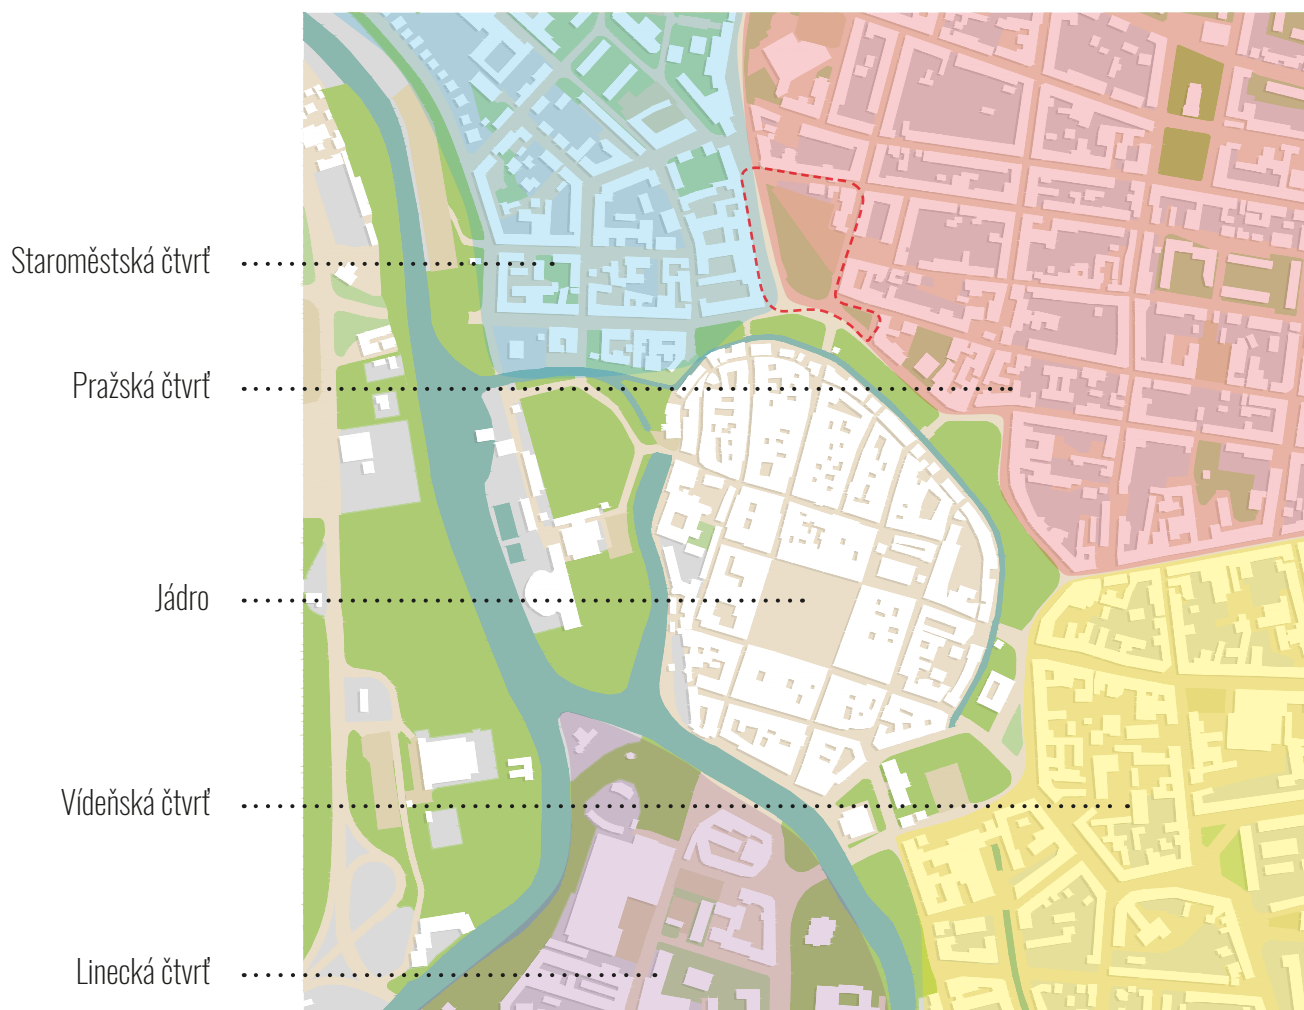 Staroměstská čtvrť
Pražská čtvrť
Jádro
Vídeňská čtvrť
Linecká čtvrť